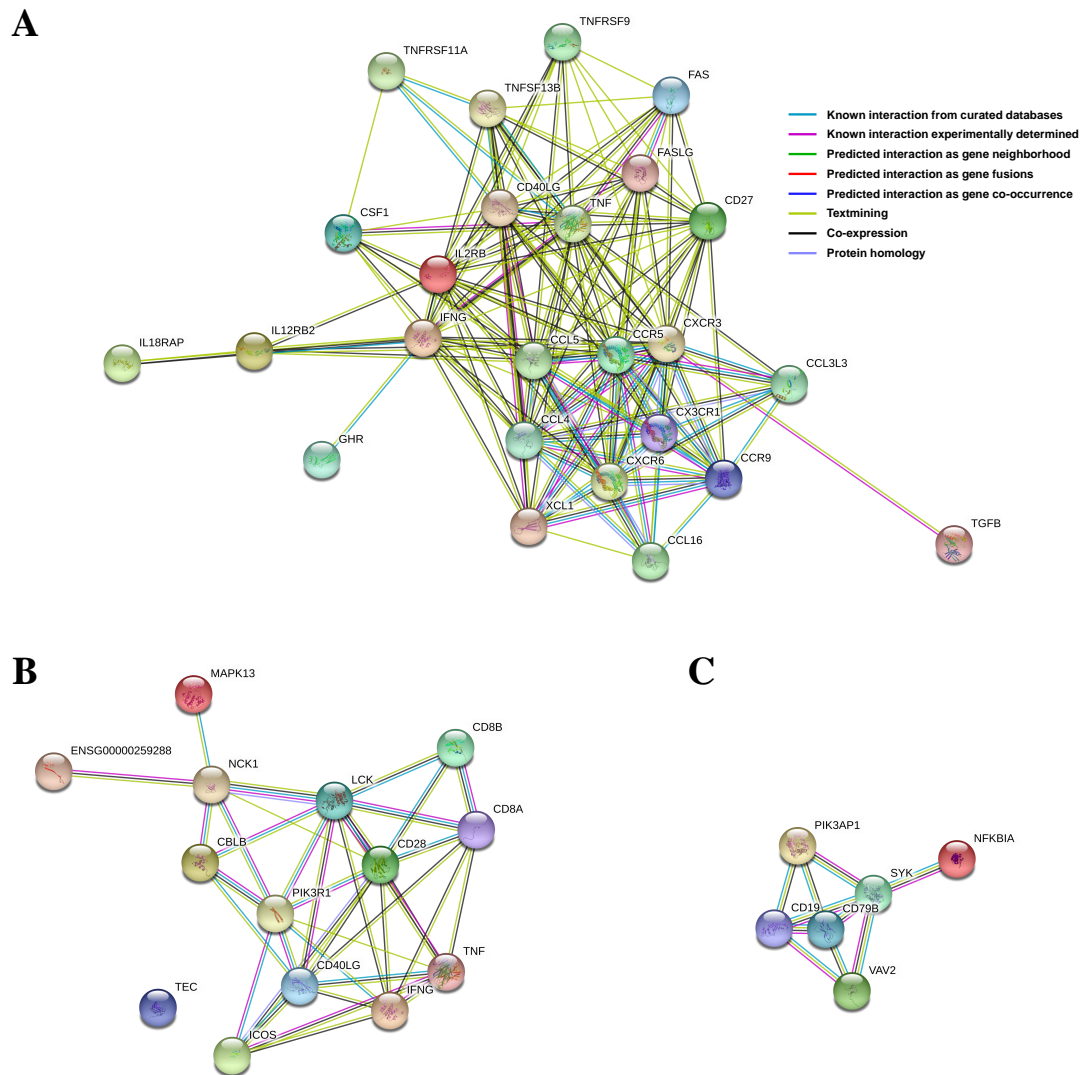 A
TNFRSF9
TNFRSF11A
FAS
TNFSF13B
Known interaction from curated databases
Known interaction experimentally determined
Predicted interaction as gene neighborhood
Predicted interaction as gene fusions
Predicted interaction as gene co-occurrence
Textmining
Co-expression
Protein homology
FASLG
CD40LG
TNF
CD27
CSF1
IL2RB
IFNG
IL12RB2
IL18RAP
CCL5
CCR5
CXCR3
CCL3L3
CX3CR1
CCL4
GHR
CXCR6
CCR9
XCL1
CCL16
TGFB
B
MAPK13
CD8B
ENSG00000259288
NCK1
LCK
CD8A
CBLB
CD28
PIK3R1
TNF
CD40LG
TEC
IFNG
ICOS
C
PIK3AP1
NFKBIA
SYK
CD19
CD79B
VAV2